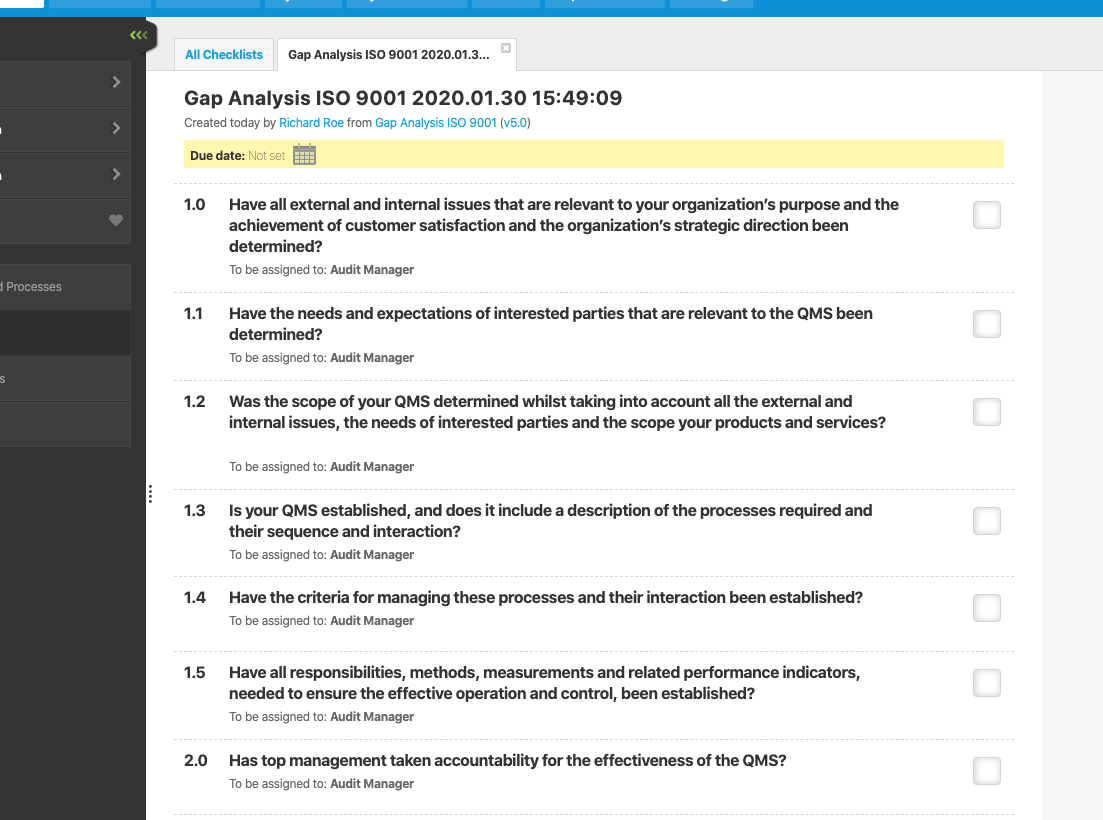 All Checklists
Gap Analysis ISO 9001 2020.01.3...
Gap Analysis ISO 9001 2020.01.30 15:49:09
Created today by Richard Roe from Gap Analysis ISO 9001 (v5.0)
Due date: Not set
Processes
1.0 Have all external and internal issues that are relevant to your organization’s purpose and the
achievement of customer satisfaction and the organization’s strategic direction been
determined?
To be assigned to: Audit Manager
1.1 Have the needs and expectations of interested parties that are relevant to the QMS been
determined?
To be assigned to: Audit Manager
1.2 Was the scope of your QMS determined whilst taking into account all the external and
internal issues, the needs of interested parties and the scope your products and services?
To be assigned to: Audit Manager
1.3 Is your QMS established, and does it include a description of the processes required and
their sequence and interaction?
To be assigned to: Audit Manager
1.4 Have the criteria for managing these processes and their interaction been established?
To be assigned to: Audit Manager
1.5 Have all responsibilities, methods, measurements and related performance indicators,
needed to ensure the effective operation and control, been established?
To be assigned to: Audit Manager
2.0 Has top management taken accountability for the effectiveness of the QMS?
To be assigned to: Audit Manager